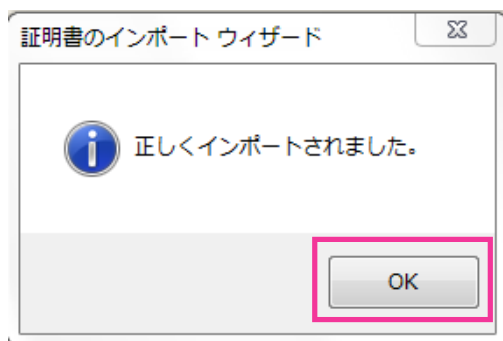 証明書のインポート ウィザード
正しくインポートされました。
OK